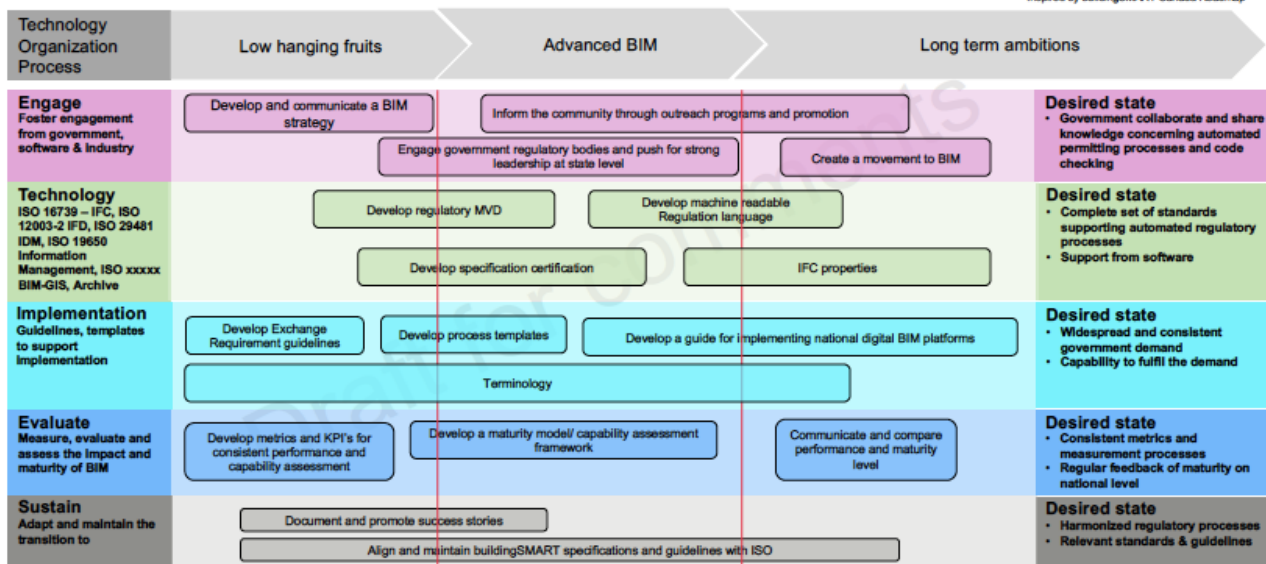 Technology
Organization
Process
Low hanging fruits
Advanced BIM
Long term ambitions
Engage
Foster engagement
from government,
software & Industry
Develop and communicate a BIM
strategy
Inform the community through outreach programs and promotion
Engage government regulatory bodies and push for strong
leadership at state level
Create a movement to BIM
Desired state
• Government collaborate and share
knowledge concerning automated
permitting processes and code
checking
Technology
ISO 16739 – IFC, ISO
12003-2 IFD, ISO 29481
IDM, ISO 19650
Information
Management, ISO xxxxx
BIM-GIS, Archive
Develop regulatory MVD
Develop machine readable
Regulation language
Develop specification certification
IFC properties
Desired state
• Complete set of standards
supporting automated regulatory
processes
• Support from software
Implementation
Guidelines, templates
to support
Implementation
Develop Exchange
Requirement guidelines
Develop process templates
Develop a guide for implementing national digital BIM platforms
Terminology
Desired state
• Widespread and consistent
government demand
• Capability to fulfil the demand
Evaluate
Measure, evaluate and
assess the Impact and
maturity of BIM
Develop metrics and KPI's for
consistent performance and
capability assessment
Develop a maturity model/ capability assessment
framework
Communicate and compare
performance and maturity
level
Desired state
• Consistent metrics and
measurement processes
• Regular feedback of maturity on
national level
Sustain
Adapt and maintain the
transition to
Document and promote success stories
Align and maintain buildingSMART specifications and guidelines with ISO
Desired state
• Harmonized regulatory processes
• Relevant standards & guidelines
Draft for comments